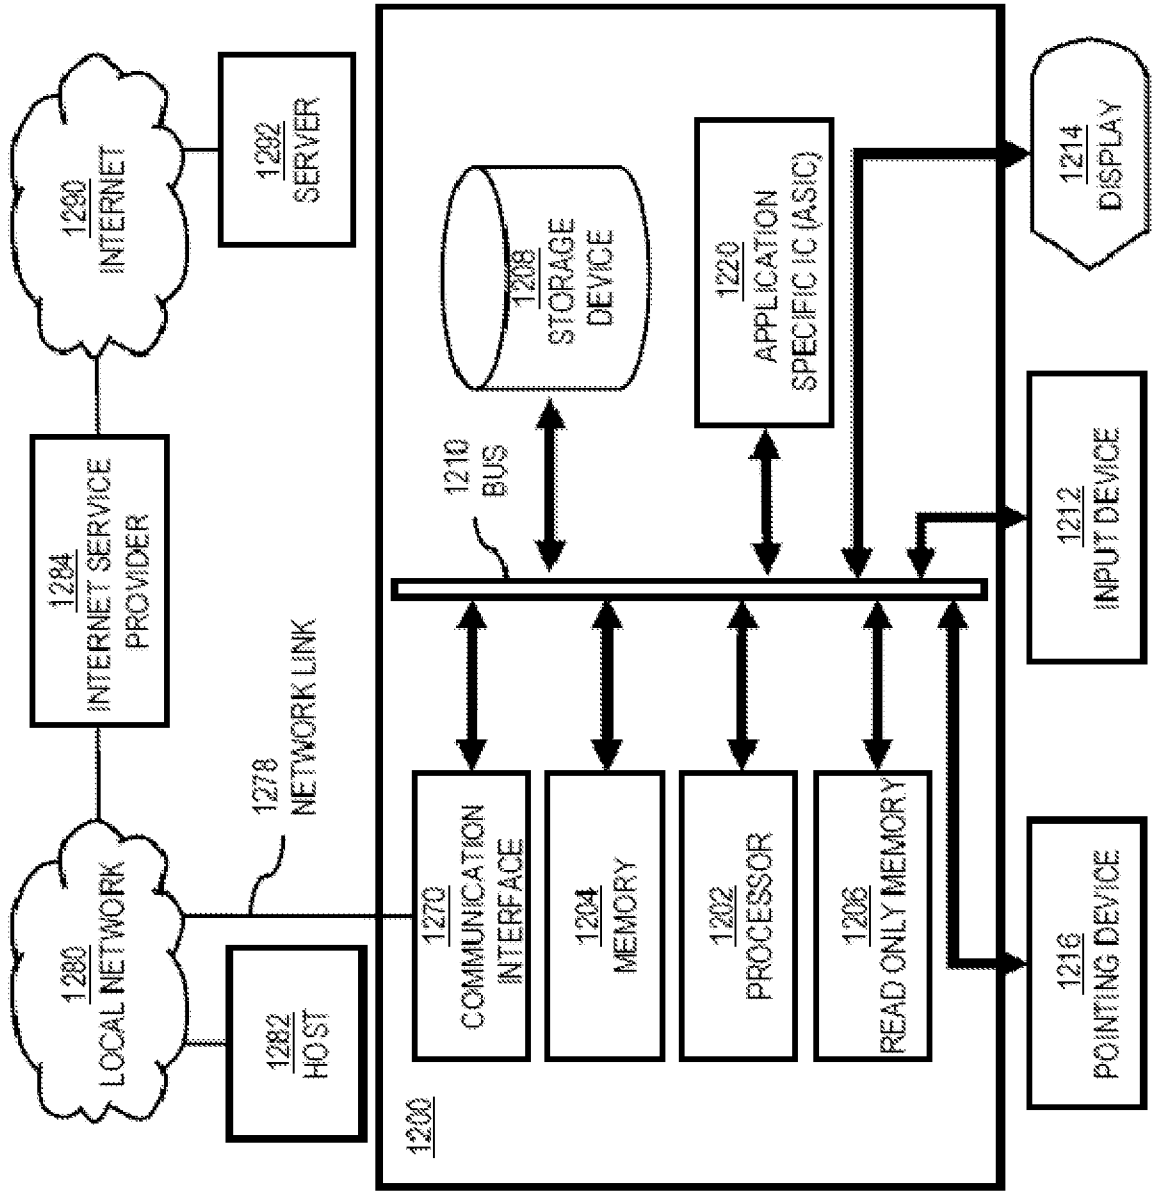 1280
LOCAL NETWORK
1284
INTERNET SERVICE
PROVIDER
1290
INTERNET
1282
HOST
1278
NETWORK LINK
1292
SERVER
1200
1270
COMMUNICATION
INTERFACE
1210
BUS
1208
STORAGE
DEVICE
1204
MEMORY
1202
PROCESSOR
1220
APPLICATION
SPECIFIC IC (ASIC)
1206
READ ONLY MEMORY
1216
POINTING DEVICE
1212
INPUT DEVICE
1214
DISPLAY